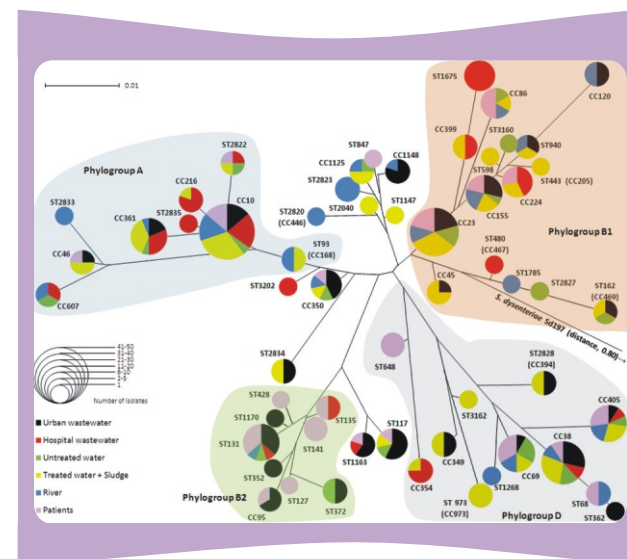 0.01
Phylogroup A
ST2822
CC216
CC10
ST2833
CC361
ST2835
CC46
CC607
ST93
(CC168)
ST3202
CC350
ST847
CC1148
CC1125
ST2823
ST2040
ST1147
ST2820
(CC446)
ST1675
CC86
CC120
CC399
ST3160
ST940
ST443 (CC205)
ST598
CC224
CC155
CC23
Phylogroup B1
ST480
(CC467)
CC45
ST1785
ST2827
ST162
(CC469)
S. dysenteriae Sd197 (distance, 0.80)→
41-50
31-40
21-30
11-20
6-10
2-5
1
Number of Isolates
Urban wastewater
Hospital wastewater
Untreated water
Treated water + Sludge
River
Patients
ST2834
ST428
ST1170
ST135
ST131
ST141
ST352
ST127
CC95
ST372
Phylogroup B2
ST117
ST1163
ST648
ST2828
(CC394)
ST3162
CC405
CC38
CC349
CC354
CC69
ST1268
ST 973
(CC973)
ST68
ST362
Phylogroup D